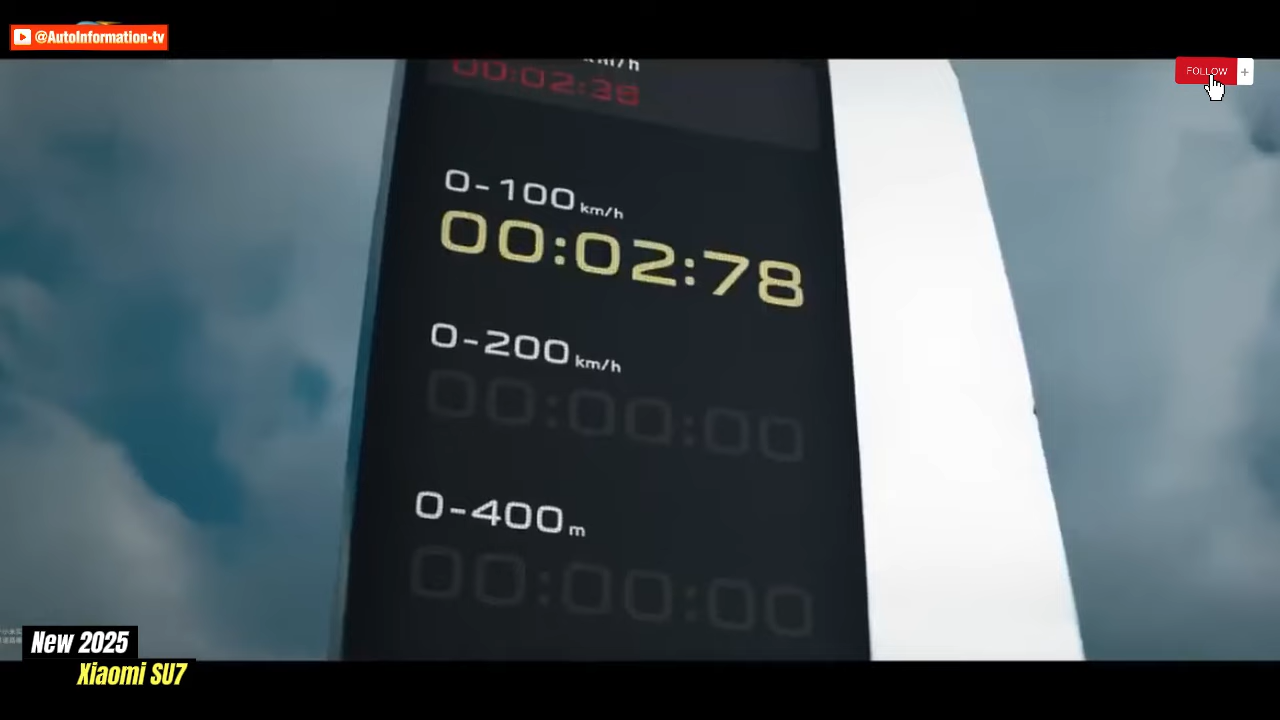 @AutoInformation-tv
FOLLOW +
km/h
00:02:38
0-100 km/h
00:02:78
0-200 km/h
00:00:00
0-400 m
00:00:00
New 2025
Xiaomi SU7